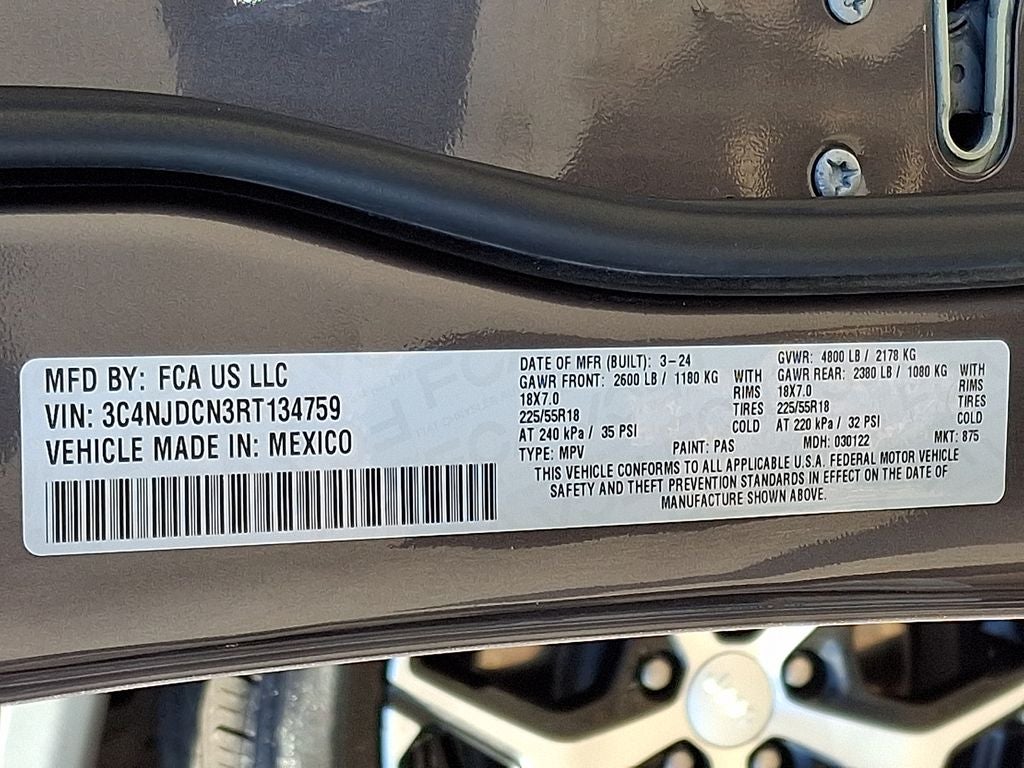 MFD BY: FCA US LLC
VIN: 3C4NJDCN3RT134759
VEHICLE MADE IN: MEXICO
DATE OF MFR (BUILT): 3-24
GVWR: 4800 LB / 2178 KG
GAWR FRONT: 2600 LB / 1180 KG WITH
GAWR REAR: 2380 LB / 1080 KG WITH
18X7.0 RIMS
18X7.0 RIMS
225/55R18 TIRES
225/55R18 TIRES
AT 240 kPa / 35 PSI COLD
AT 220 kPa / 32 PSI COLD
TYPE: MPV PAINT: PAS MDH: 030122 MKT: 875
THIS VEHICLE CONFORMS TO ALL APPLICABLE U.S.A. FEDERAL MOTOR VEHICLE
SAFETY AND THEFT PREVENTION STANDARDS IN EFFECT ON THE DATE OF
MANUFACTURE SHOWN ABOVE.